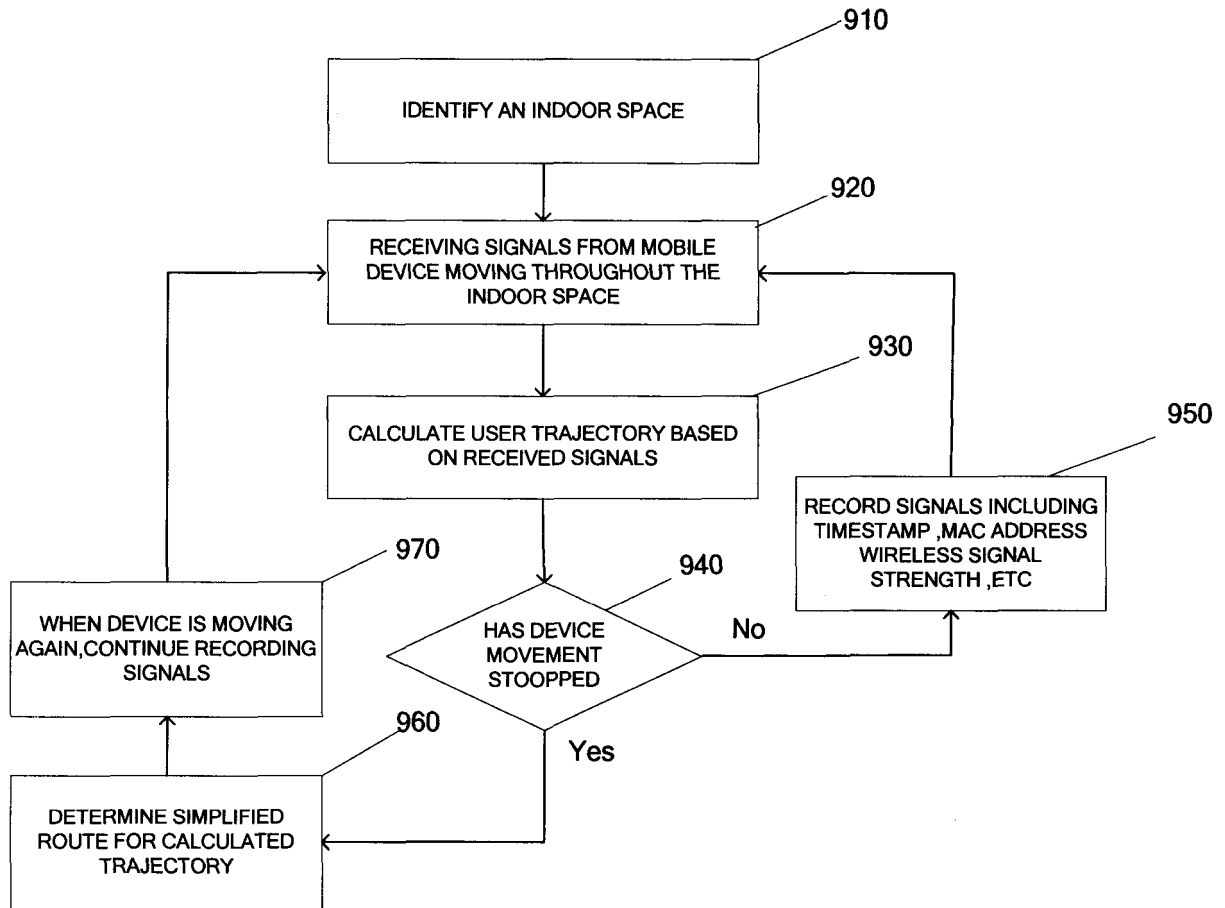 910
IDENTIFY AN INDOOR SPACE
920
RECEIVING SIGNALS FROM MOBILE
DEVICE MOVING THROUGHOUT THE
INDOOR SPACE
930
CALCULATE USER TRAJECTORY BASED
ON RECEIVED SIGNALS
950
RECORD SIGNALS INCLUDING
TIMESTAMP ,MAC ADDRESS
WIRELESS SIGNAL
STRENGTH ,ETC
940
HAS DEVICE
MOVEMENT
STOOPPED
No
Yes
970
WHEN DEVICE IS MOVING
AGAIN,CONTINUE RECORDING
SIGNALS
960
DETERMINE SIMPLIFIED
ROUTE FOR CALCULATED
TRAJECTORY